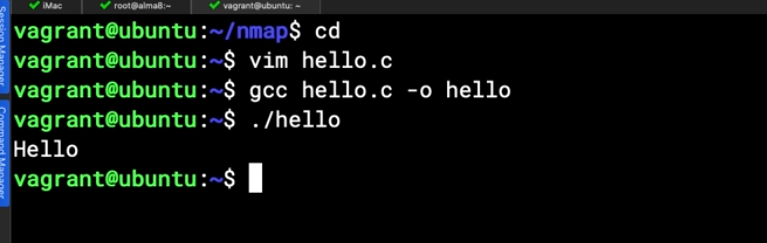 iMac
root@alma8:~
vagrant@ubuntu: ~
Session Manager
Command Manager
vagrant@ubuntu:~/nmap$ cd
vagrant@ubuntu:~$ vim hello.c
vagrant@ubuntu:~$ gcc hello.c -o hello
vagrant@ubuntu:~$ ./hello
Hello
vagrant@ubuntu:~$